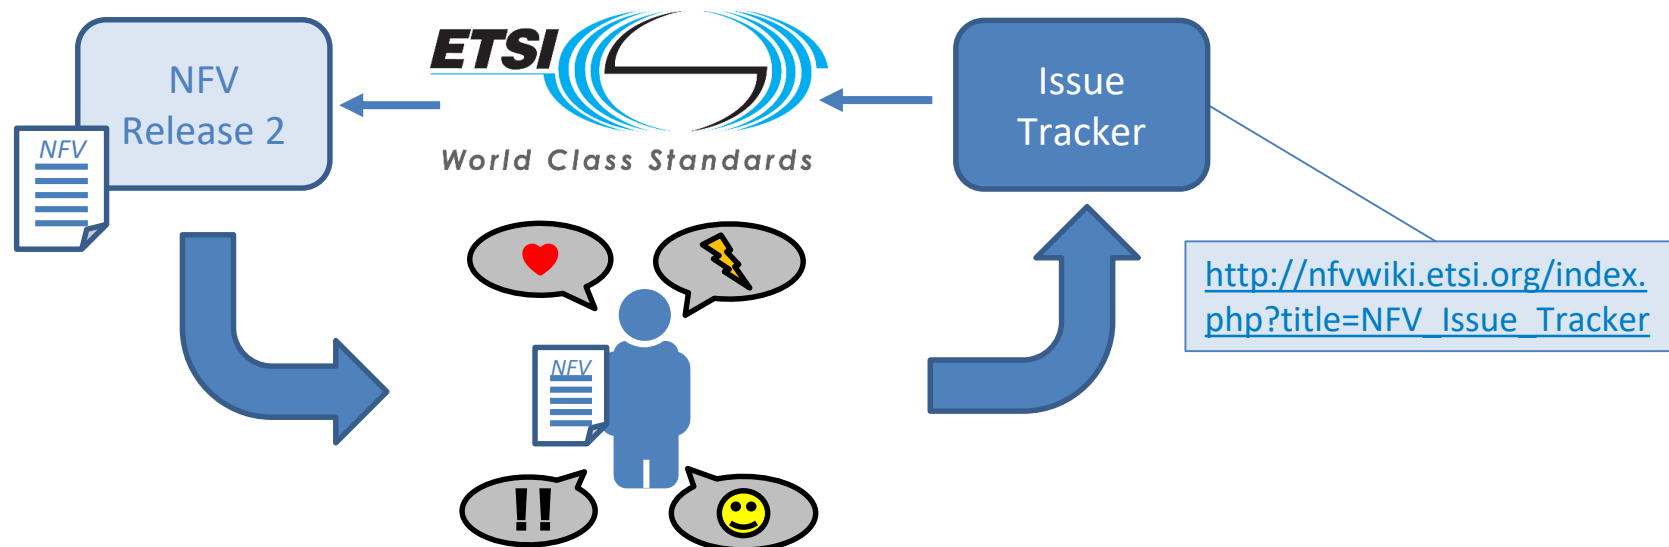 NFV
Release 2
NFV
ETSI
World Class Standards
Issue
Tracker
http://nfvwiki.etsi.org/index.
php?title=NFV_Issue_Tracker
NFV
!!